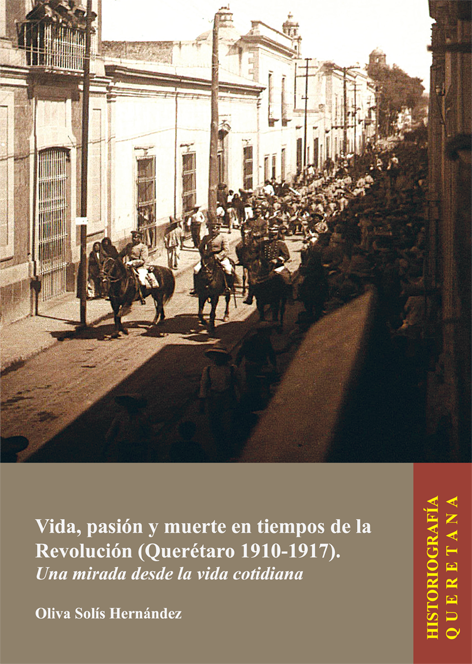 Vida, pasión y muerte en tiempos de la
Revolución (Querétaro 1910-1917).
Una mirada desde la vida cotidiana
Oliva Solís Hernández
HISTORIOGRAFÍA
QUERETANA